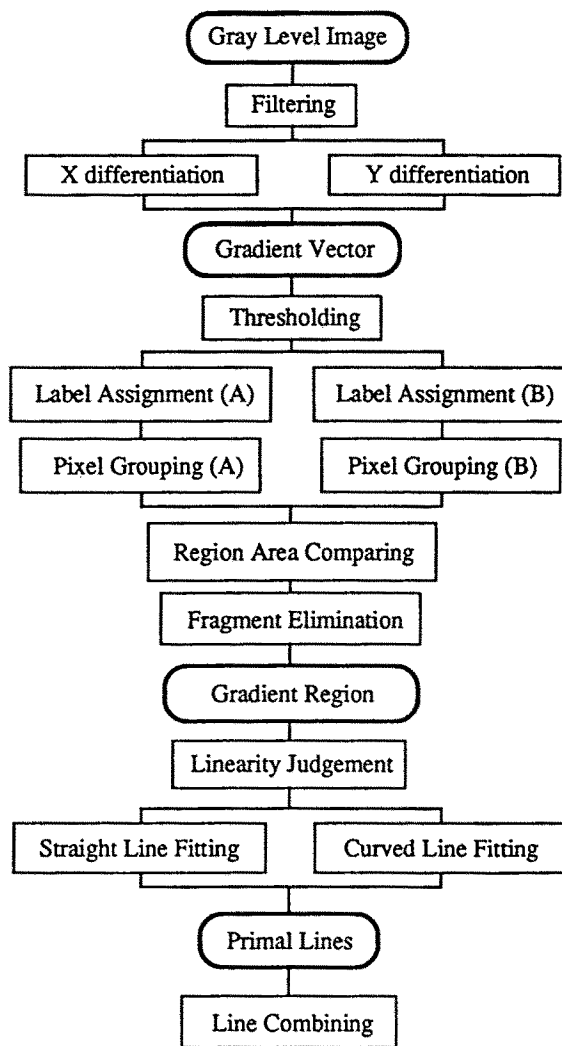 Gray Level Image
Filtering
X differentiation
Y differentiation
Gradient Vector
Thresholding
Label Assignment (A)
Label Assignment (B)
Pixel Grouping (A)
Pixel Grouping (B)
Region Area Comparing
Fragment Elimination
Gradient Region
Linearity Judgement
Straight Line Fitting
Curved Line Fitting
Primal Lines
Line Combining